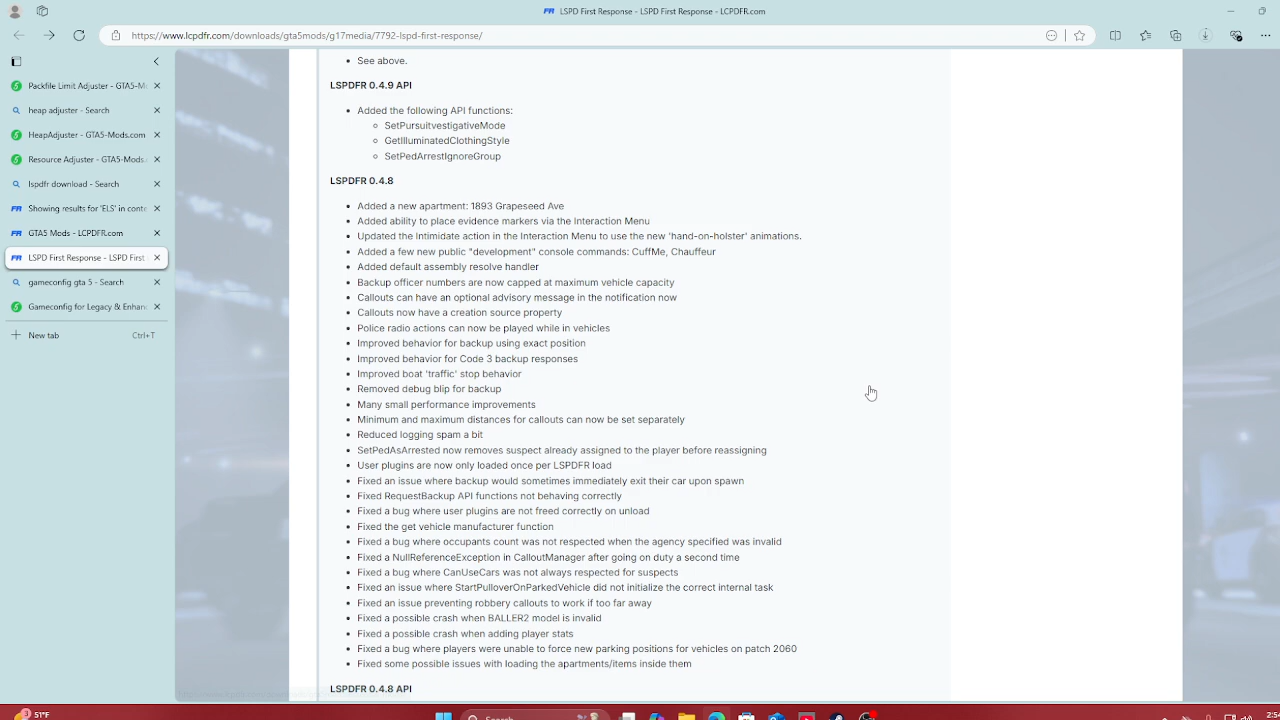 LSPD First Response - LSPD First Response - LCPDFR.com
https://www.lcpdfr.com/downloads/gta5mods/g17media/7792-lspd-first-response/
Packfile Limit Adjuster - GTA5-M
heap adjuster - Search
HeapAdjuster - GTA5-Mods.com
Resource Adjuster - GTA5-Mods.
lspdfr download - Search
Showing results for 'ELS' in conte
GTA5 Mods - LCPDFR.com
LSPD First Response - LSPD First
gameconfig gta 5 - Search
Gameconfig for Legacy & Enhan
New tab
Ctrl+T
• See above.
LSPDFR 0.4.9 API
• Added the following API functions:
○ SetPursuitvestigativeMode
○ GetIlluminatedClothingStyle
○ SetPedArrestIgnoreGroup
LSPDFR 0.4.8
• Added a new apartment: 1893 Grapeseed Ave
• Added ability to place evidence markers via the Interaction Menu
• Updated the Intimidate action in the Interaction Menu to use the new 'hand-on-holster' animations.
• Added a few new public "development" console commands: CuffMe, Chauffeur
• Added default assembly resolve handler
• Backup officer numbers are now capped at maximum vehicle capacity
• Callouts can have an optional advisory message in the notification now
• Callouts now have a creation source property
• Police radio actions can now be played while in vehicles
• Improved behavior for backup using exact position
• Improved behavior for Code 3 backup responses
• Improved boat 'traffic' stop behavior
• Removed debug blip for backup
• Many small performance improvements
• Minimum and maximum distances for callouts can now be set separately
• Reduced logging spam a bit
• SetPedAsArrested now removes suspect already assigned to the player before reassigning
• User plugins are now only loaded once per LSPDFR load
• Fixed an issue where backup would sometimes immediately exit their car upon spawn
• Fixed RequestBackup API functions not behaving correctly
• Fixed a bug where user plugins are not freed correctly on unload
• Fixed the get vehicle manufacturer function
• Fixed a bug where occupants count was not respected when the agency specified was invalid
• Fixed a NullReferenceException in CalloutManager after going on duty a second time
• Fixed a bug where CanUseCars was not always respected for suspects
• Fixed an issue where StartPulloverOnParkedVehicle did not initialize the correct internal task
• Fixed an issue preventing robbery callouts to work if too far away
• Fixed a possible crash when BALLER2 model is invalid
• Fixed a possible crash when adding player stats
• Fixed a bug where players were unable to force new parking positions for vehicles on patch 2060
• Fixed some possible issues with loading the apartments/items inside them
LSPDFR 0.4.8 API
51°F
Search